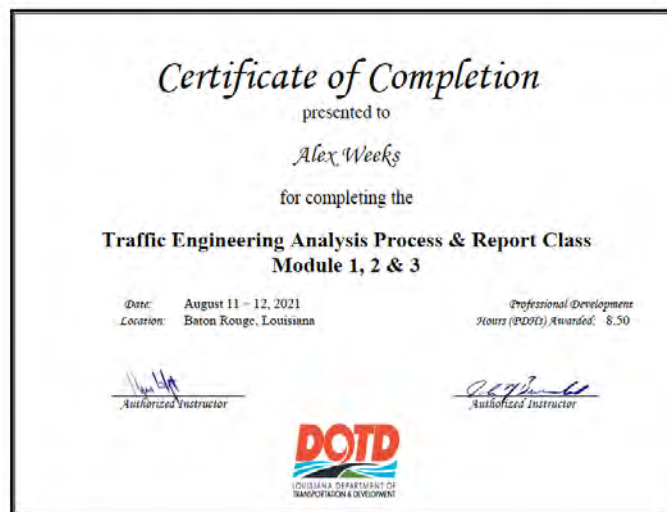 Certificate of Completion
presented to
Alex Weeks
for completing the
Traffic Engineering Analysis Process & Report Class
Module 1, 2 & 3
Date: August 11 – 12, 2021
Location: Baton Rouge, Louisiana
Professional Development
Hours (PDHs) Awarded: 8.50
Authorized Instructor
Authorized Instructor
DOTD
LOUISIANA DEPARTMENT OF
TRANSPORTATION & DEVELOPMENT